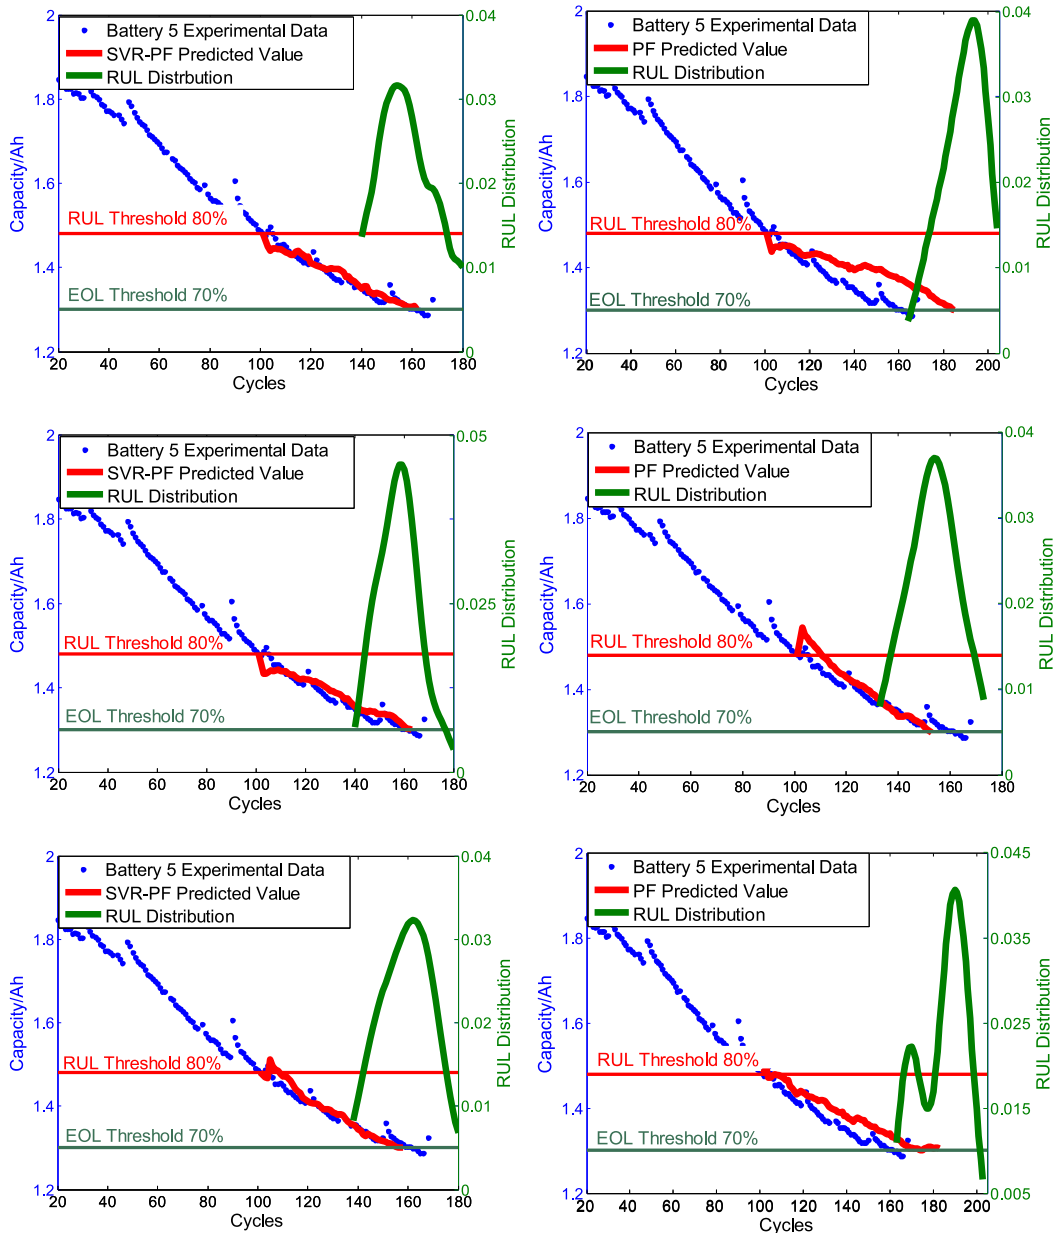 2
Capacity/Ah
1.8
1.6
1.4
1.2
Battery 5 Experimental Data
SVR-PF Predicted Value
RUL Distrbution
RUL Threshold 80%
EOL Threshold 70%
20 40 60 80 100 120 140 160 180
Cycles
0.04
0.03
0.02
0.01
0
RUL Distribution
2
Capacity/Ah
1.8
1.6
1.4
1.2
Battery 5 Experimental Data
PF Predicted Value
RUL Distribution
RUL Threshold 80%
EOL Threshold 70%
20 40 60 80 100 120 140 160 180 200
Cycles
0.04
0.03
0.02
0.01
0
RUL Distribution
2
Capacity/Ah
1.8
1.6
1.4
1.2
Battery 5 Experimental Data
SVR-PF Predicted Value
RUL Distribution
RUL Threshold 80%
EOL Threshold 70%
20 40 60 80 100 120 140 160 180
Cycles
0.05
0.025
0
RUL Distribution
2
Capacity/Ah
1.8
1.6
1.4
1.2
Battery 5 Experimental Data
PF Predicted Value
RUL Distribution
RUL Threshold 80%
EOL Threshold 70%
20 40 60 80 100 120 140 160 180
Cycles
0.04
0.03
0.02
0.01
0
RUL Distribution
2
Capacity/Ah
1.8
1.6
1.4
1.2
Battery 5 Experimental Data
SVR-PF Predicted Value
RUL Distribution
RUL Threshold 80%
EOL Threshold 70%
20 40 60 80 100 120 140 160 180
Cycles
0.04
0.03
0.02
0.01
0
RUL Distribution
2
Capacity/Ah
1.8
1.6
1.4
1.2
Battery 5 Experimental Data
PF Predicted Value
RUL Distribution
RUL Threshold 80%
EOL Threshold 70%
20 40 60 80 100 120 140 160 180 200
Cycles
0.045
0.035
0.025
0.015
0.005
RUL Distribution